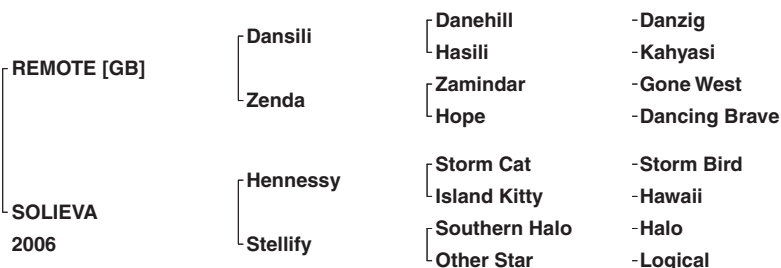 REMOTE [GB]
SOLIEVA
2006
Dansili
Zenda
Hennessy
Stellify
Danehill
Hasili
Zamindar
Hope
Storm Cat
Island Kitty
Southern Halo
Other Star
-Danzig
-Kahyasi
-Gone West
-Dancing Brave
-Storm Bird
-Hawaii
-Halo
-Logical